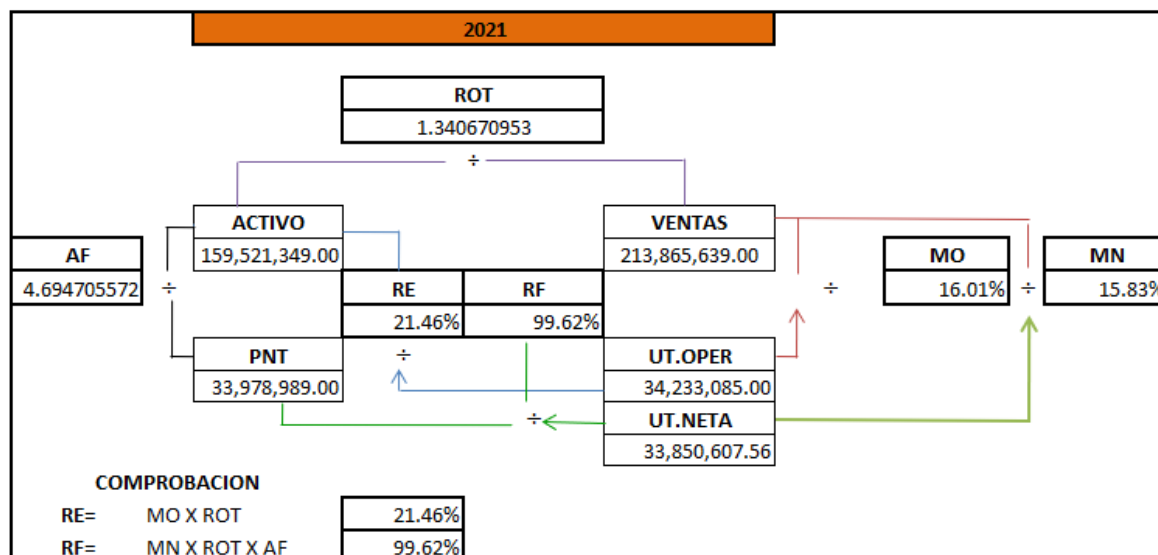 2021
ROT
1.340670953
÷
ACTIVO
159,521,349.00
VENTAS
213,865,639.00
AF
4.694705572
÷
RE RF
21.46% 99.62%
÷
MO
16.01%
÷
MN
15.83%
PNT
33,978,989.00
÷
UT.OPER
34,233,085.00
÷
UT.NETA
33,850,607.56
COMPROBACION
RE= MO X ROT 21.46%
RF= MN X ROT X AF 99.62%